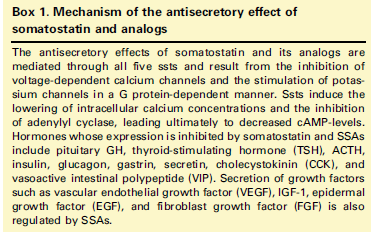 Box 1. Mechanism of the antisecretory effect of
somatostatin and analogs
The antisecretory effects of somatostatin and its analogs are
mediated through all five ssts and result from the inhibition of
voltage-dependent calcium channels and the stimulation of potas-
sium channels in a G protein-dependent manner. Ssts induce the
lowering of intracellular calcium concentrations and the inhibition
of adenylyl cyclase, leading ultimately to decreased cAMP-levels.
Hormones whose expression is inhibited by somatostatin and SSAs
include pituitary GH, thyroid-stimulating hormone (TSH), ACTH,
insulin, glucagon, gastrin, secretin, cholecystokinin (CCK), and
vasoactive intestinal polypeptide (VIP). Secretion of growth factors
such as vascular endothelial growth factor (VEGF), IGF-1, epidermal
growth factor (EGF), and fibroblast growth factor (FGF) is also
regulated by SSAs.